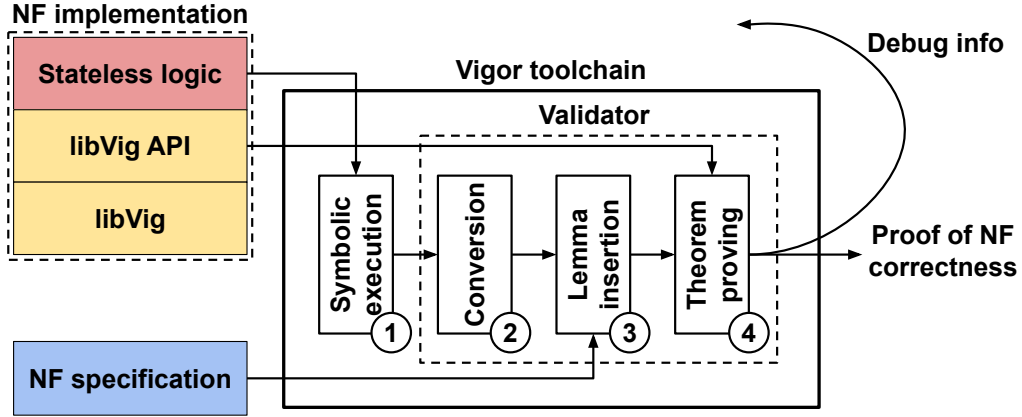 NF implementation
Stateless logic
libVig API
libVig
NF specification
Vigor toolchain
Validator
Symbolic
execution
1
Conversion
2
Lemma
insertion
3
Theorem
proving
4
Debug info
Proof of NF
correctness